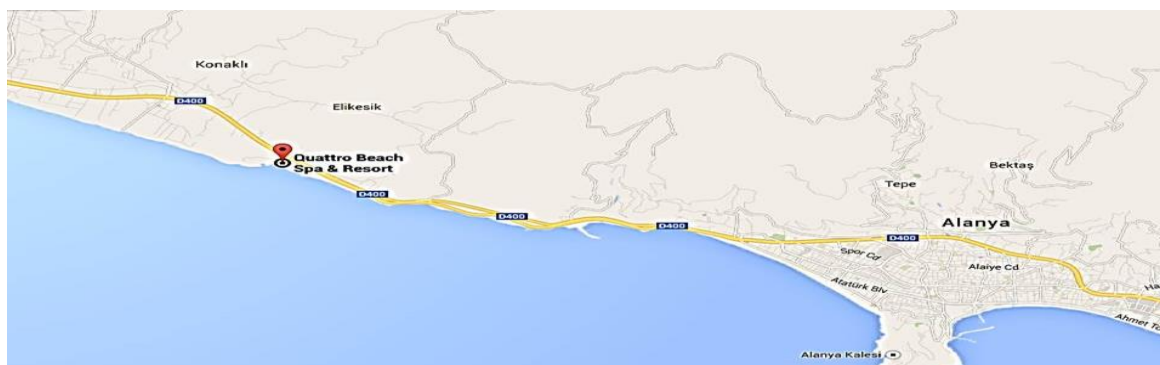 Konaklı
D400
Elikesik
Quattro Beach
Spa & Resort
D400
D400
D400
Tepe
Bektaş
Alanya
D400
Spor Cd
Alaiye Cd
Atatürk Blv
Alanya Kalesi